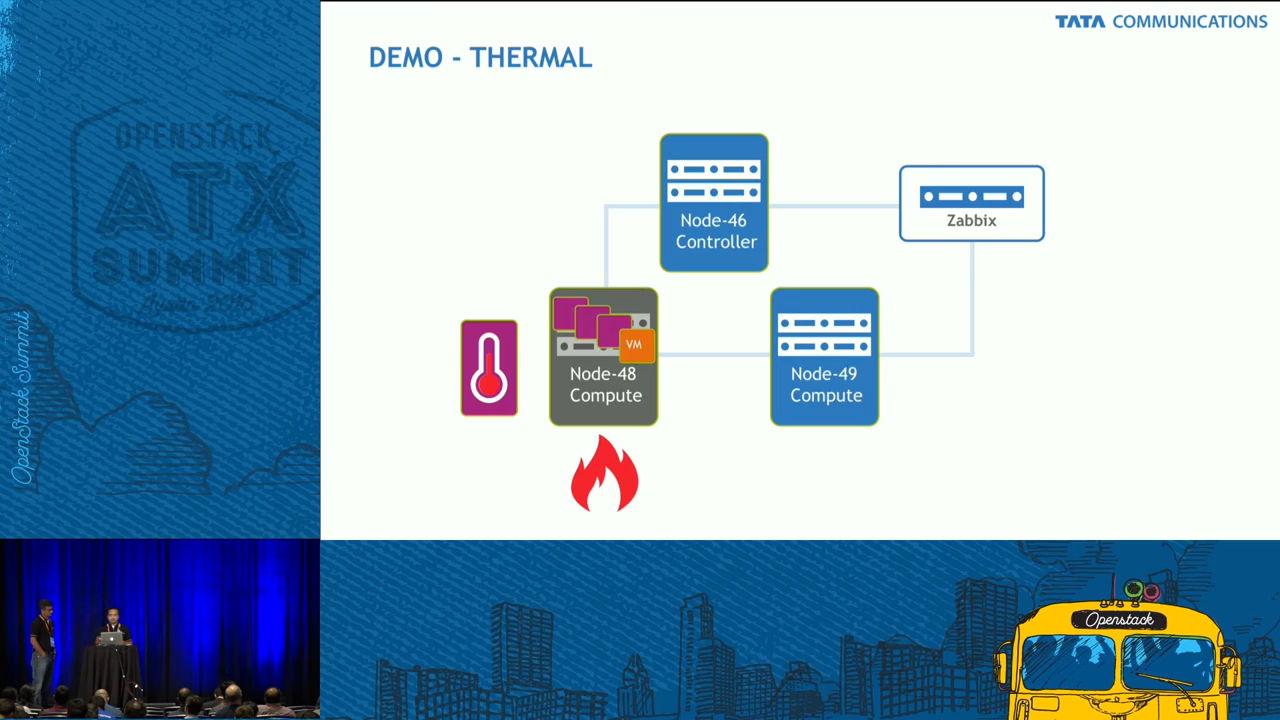 TATA COMMUNICATIONS
DEMO - THERMAL
OPENSTACK
ATX
SUMMIT
Node-46
Controller
Zabbix
VM
Node-48
Compute
Node-49
Compute
OpenStack Summit
Openstack